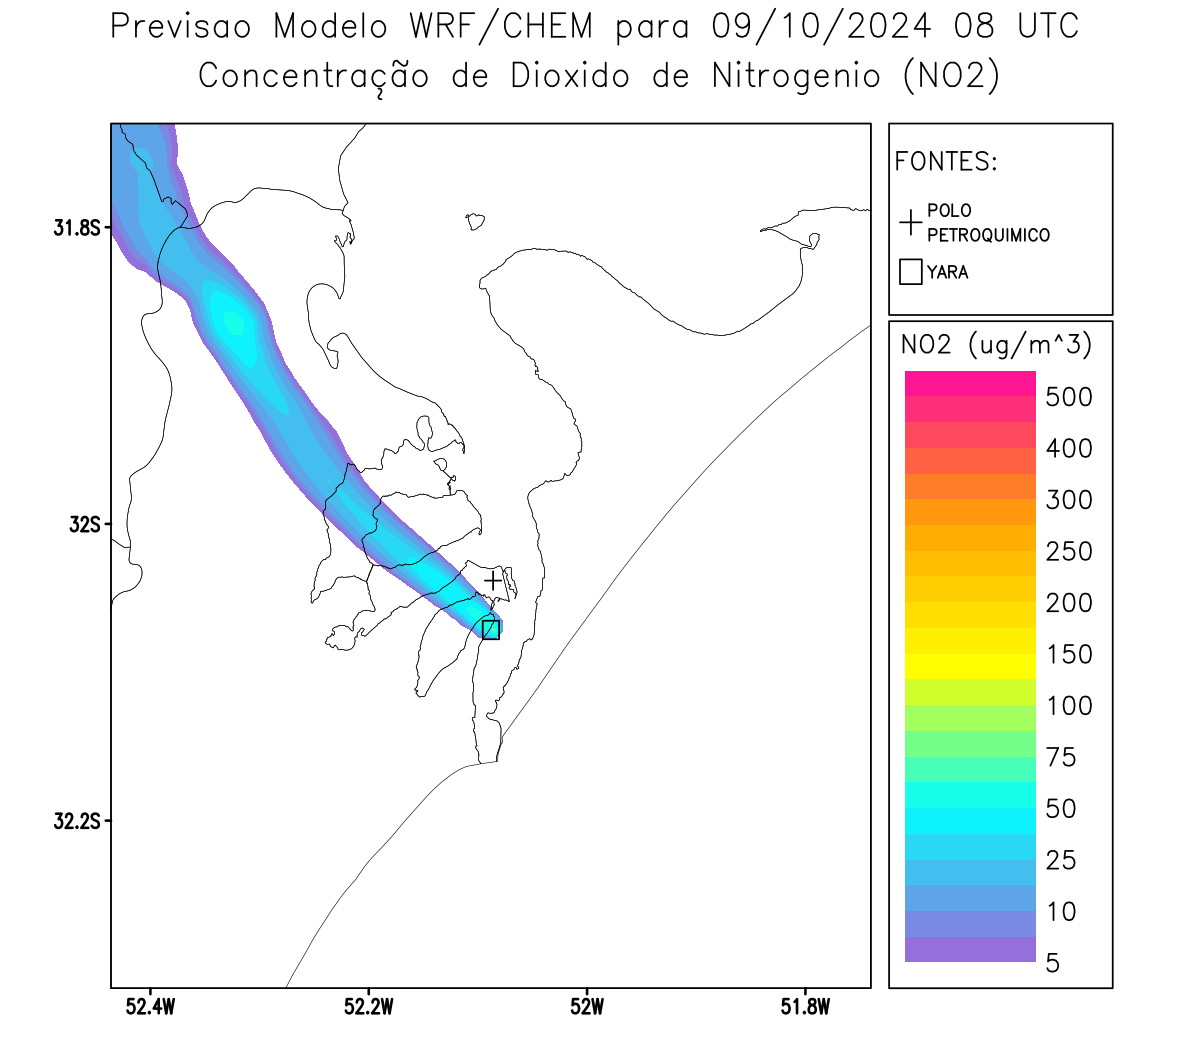 Previsao Modelo WRF/CHEM para 09/10/2024 08 UTC
Concentração de Dioxido de Nitrogenio (NO2)
FONTES:
POLO
PETROQUIMICO
YARA
NO2 (ug/m^3)
500
400
300
250
200
150
100
75
50
25
10
5
31.8S
32S
32.2S
52.4W
52.2W
52W
51.8W